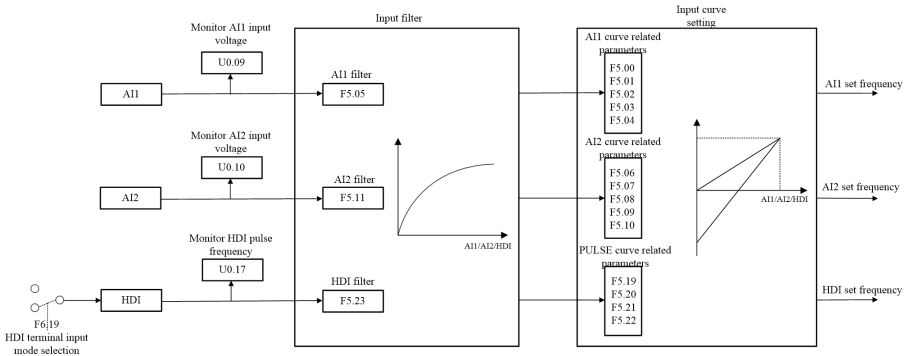 Input filter
Input curve
setting
Monitor AI1 input
voltage
U0.09
AI1
AI1 filter
F5.05
AI1 curve related
parameters
F5.00
F5.01
F5.02
F5.03
F5.04
AI1 set frequency
Monitor AI2 input
voltage
U0.10
AI2
AI2 filter
F5.11
AI1/AI2/HDI
AI2 curve related
parameters
F5.06
F5.07
F5.08
F5.09
F5.10
AI1/AI2/HDI
AI2 set frequency
Monitor HDI pulse
frequency
U0.17
HDI
HDI filter
F5.23
PULSE curve related
parameters
F5.19
F5.20
F5.21
F5.22
HDI set frequency
F6.19
HDI terminal input
mode selection